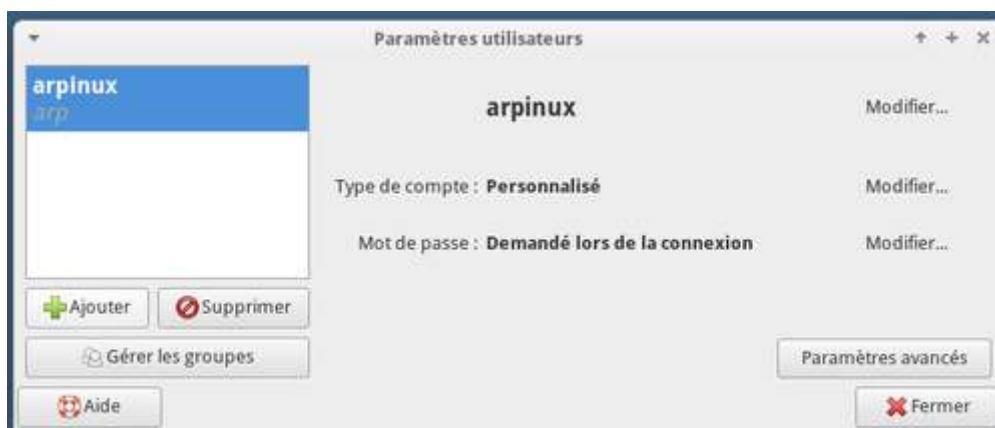 Paramètres utilisateurs
arpinux
arp
arpinux
Modifier...
Type de compte : Personnalisé
Modifier...
Mot de passe : Demandé lors de la connexion
Modifier...
Ajouter
Supprimer
Gérer les groupes
Paramètres avancés
Aide
Fermer